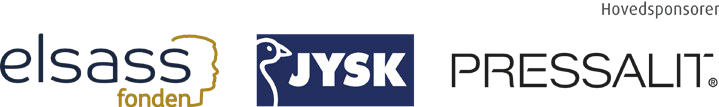 Hovedsponsorer
elsass
fonden
JYSK
PRESSALIT®